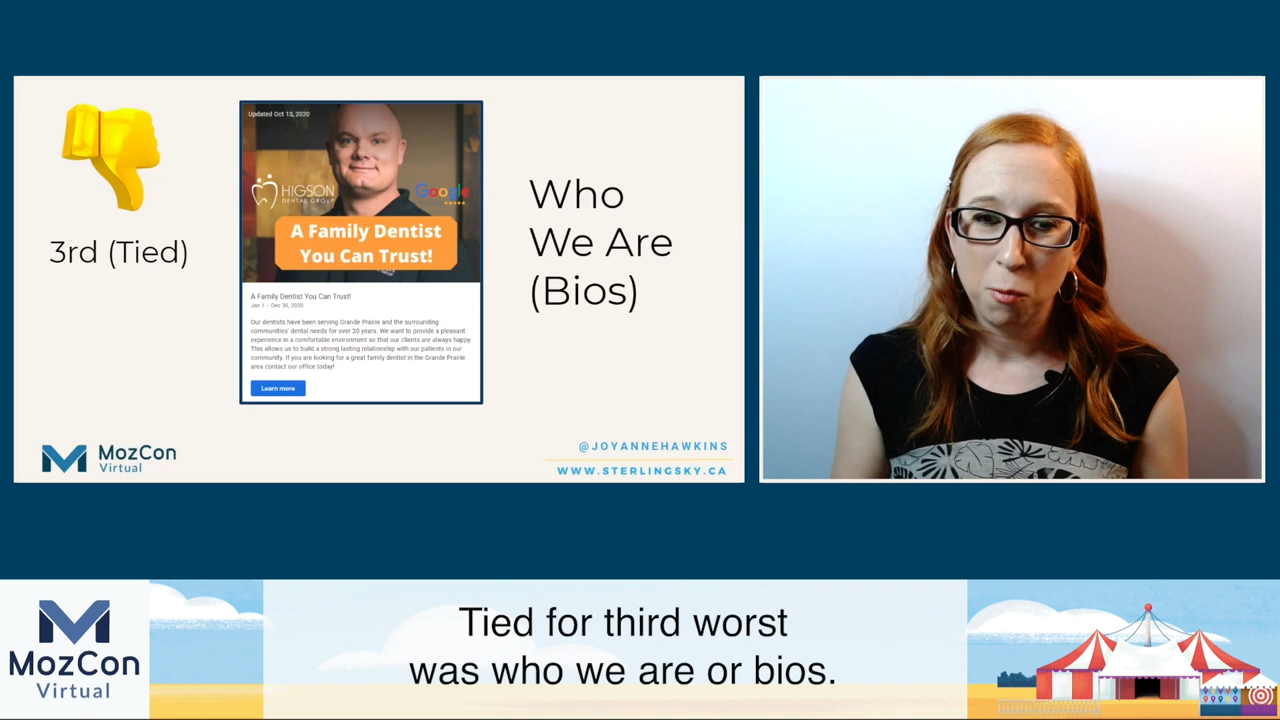 3rd (Tied)
Updated Oct 13, 2020
HIGSON
DENTAL GROUP
Google
A Family Dentist
You Can Trust!
A Family Dentist You Can Trust!
Jan 1 - Dec 30, 2020
Our dentists have been serving Grande Prairie and the surrounding
communities' dental needs for over 20 years. We want to provide a pleasant
experience in a comfortable environment so that our clients are always happy.
This allows us to build a strong lasting relationship with our patients in our
community. If you are looking for a great family dentist in the Grande Prairie
area contact our office today!
Learn more
Who
We Are
(Bios)
MozCon
Virtual
@JOYANNEHAWKINS
WWW.STERLINGSKY.CA
MozCon
Virtual
Tied for third worst
was who we are or bios.